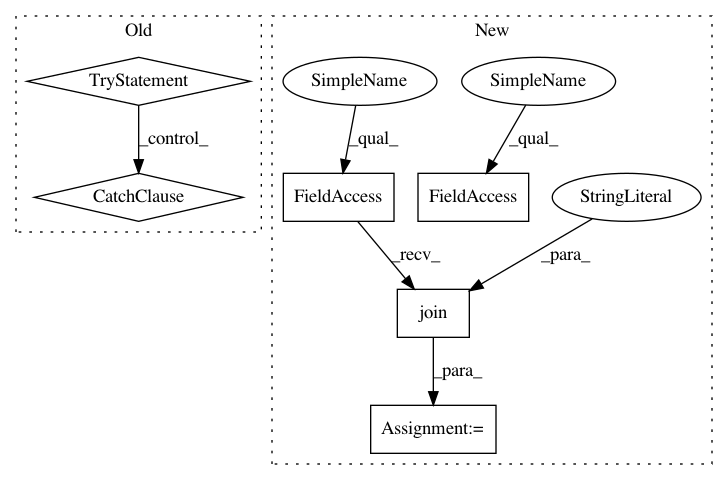 Old
New
TryStatement
SimpleName
SimpleName
_control_
_qual_
_qual_
CatchClause
FieldAccess
FieldAccess
StringLiteral
_recv_
_para_
join
_para_
Assignment:=